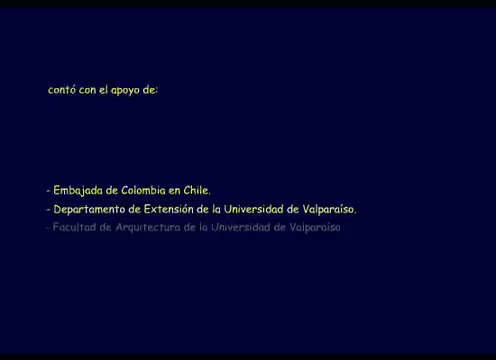 contó con el apoyo de:
- Embajada de Colombia en Chile.
- Departamento de Extensión de la Universidad de Valparaíso.
- Facultad de Arquitectura de la Universidad de Valparaíso